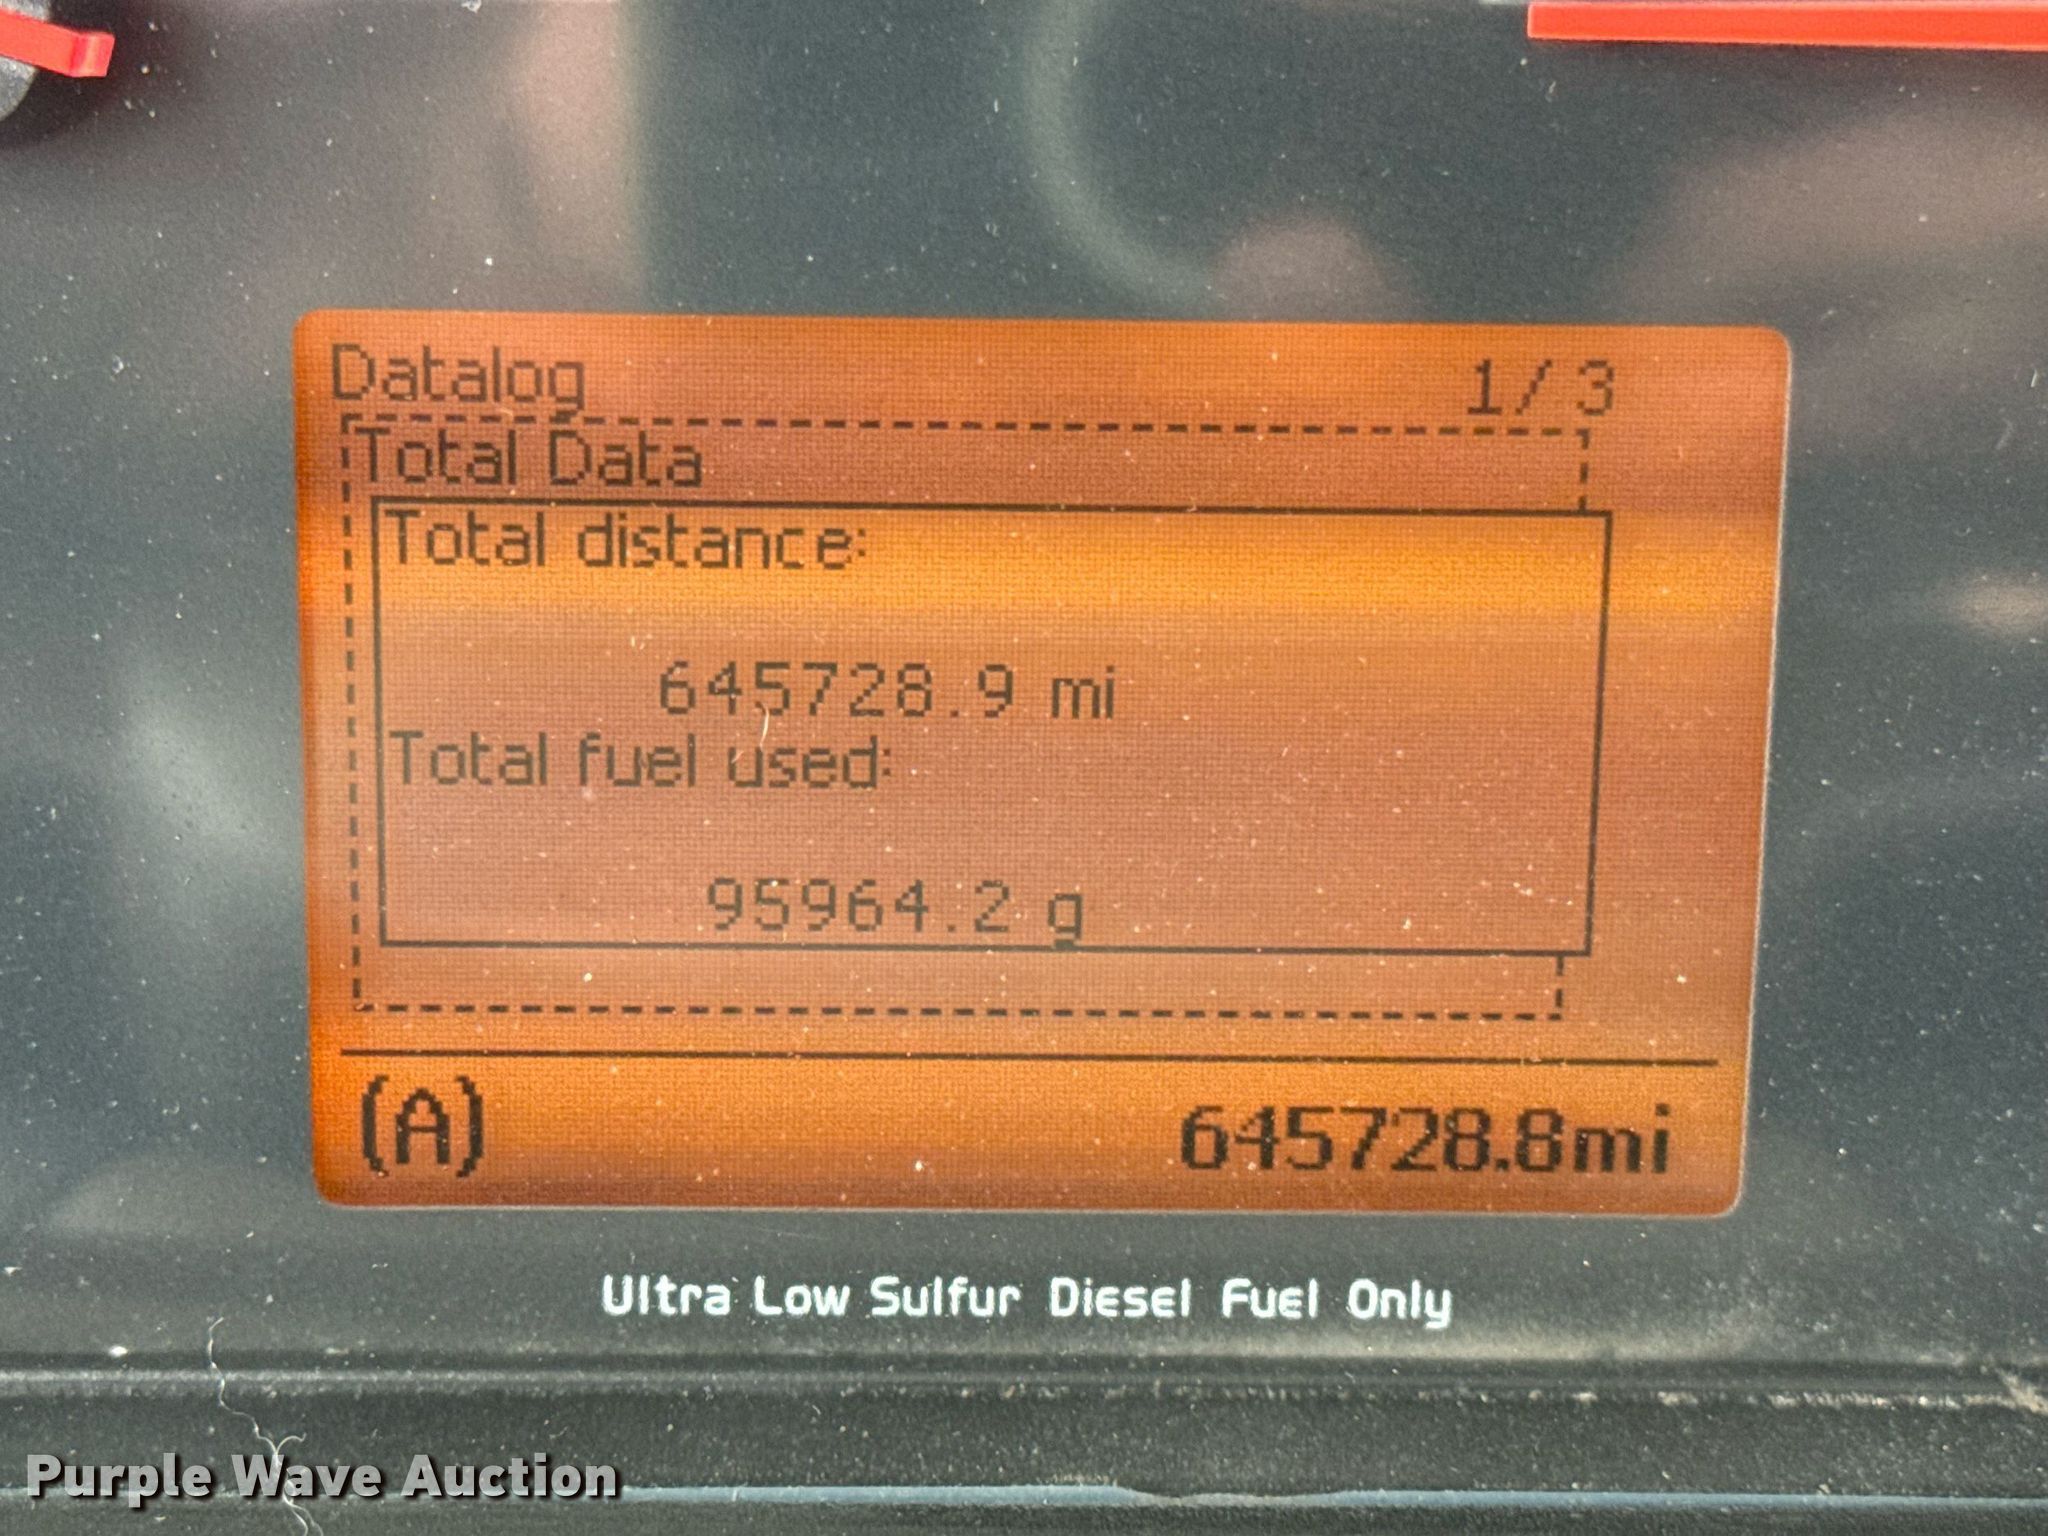 Datalog 1/3
Total Data
Total distance:
645728.9 mi
Total fuel used:
95964.2 g
(A) 645728.8mi
Ultra Low Sulfur Diesel Fuel Only
Purple Wave Auction